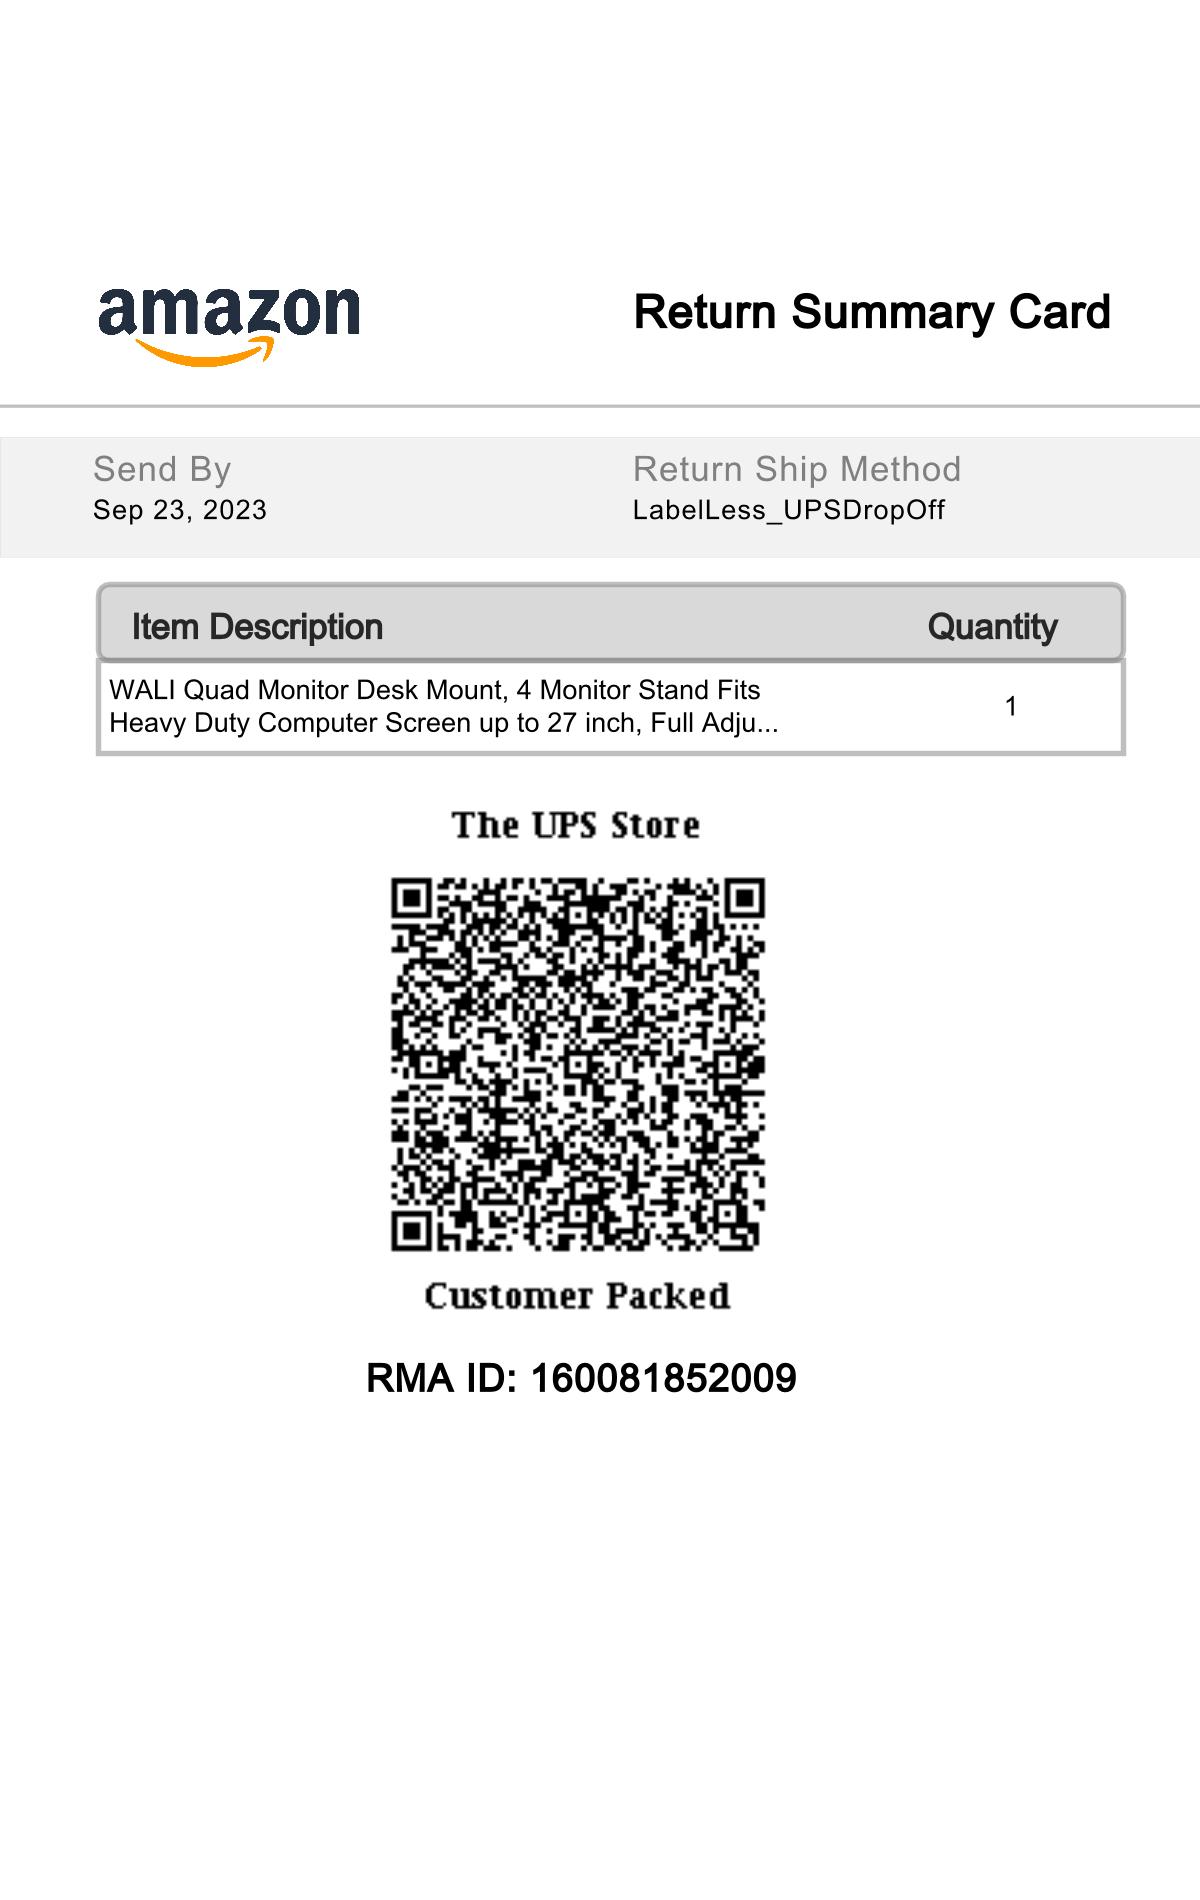 amazon
Return Summary Card
Send By
Return Ship Method
Sep 23, 2023
LabelLess_UPSDropOff
Item Description
Quantity
WALI Quad Monitor Desk Mount, 4 Monitor Stand Fits
Heavy Duty Computer Screen up to 27 inch, Full Adju...
1
The UPS Store
Customer Packed
RMA ID: 160081852009